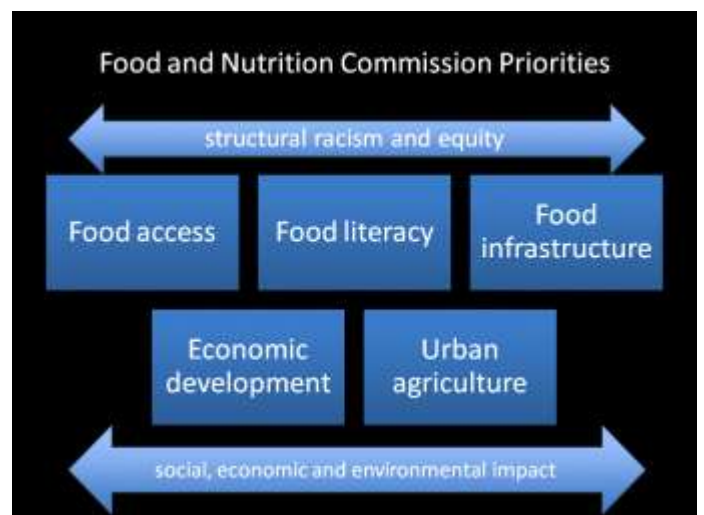 Food and Nutrition Commission Priorities
structural racism and equity
Food access
Food literacy
Food
infrastructure
Economic
development
Urban
agriculture
social, economic and environmental impact